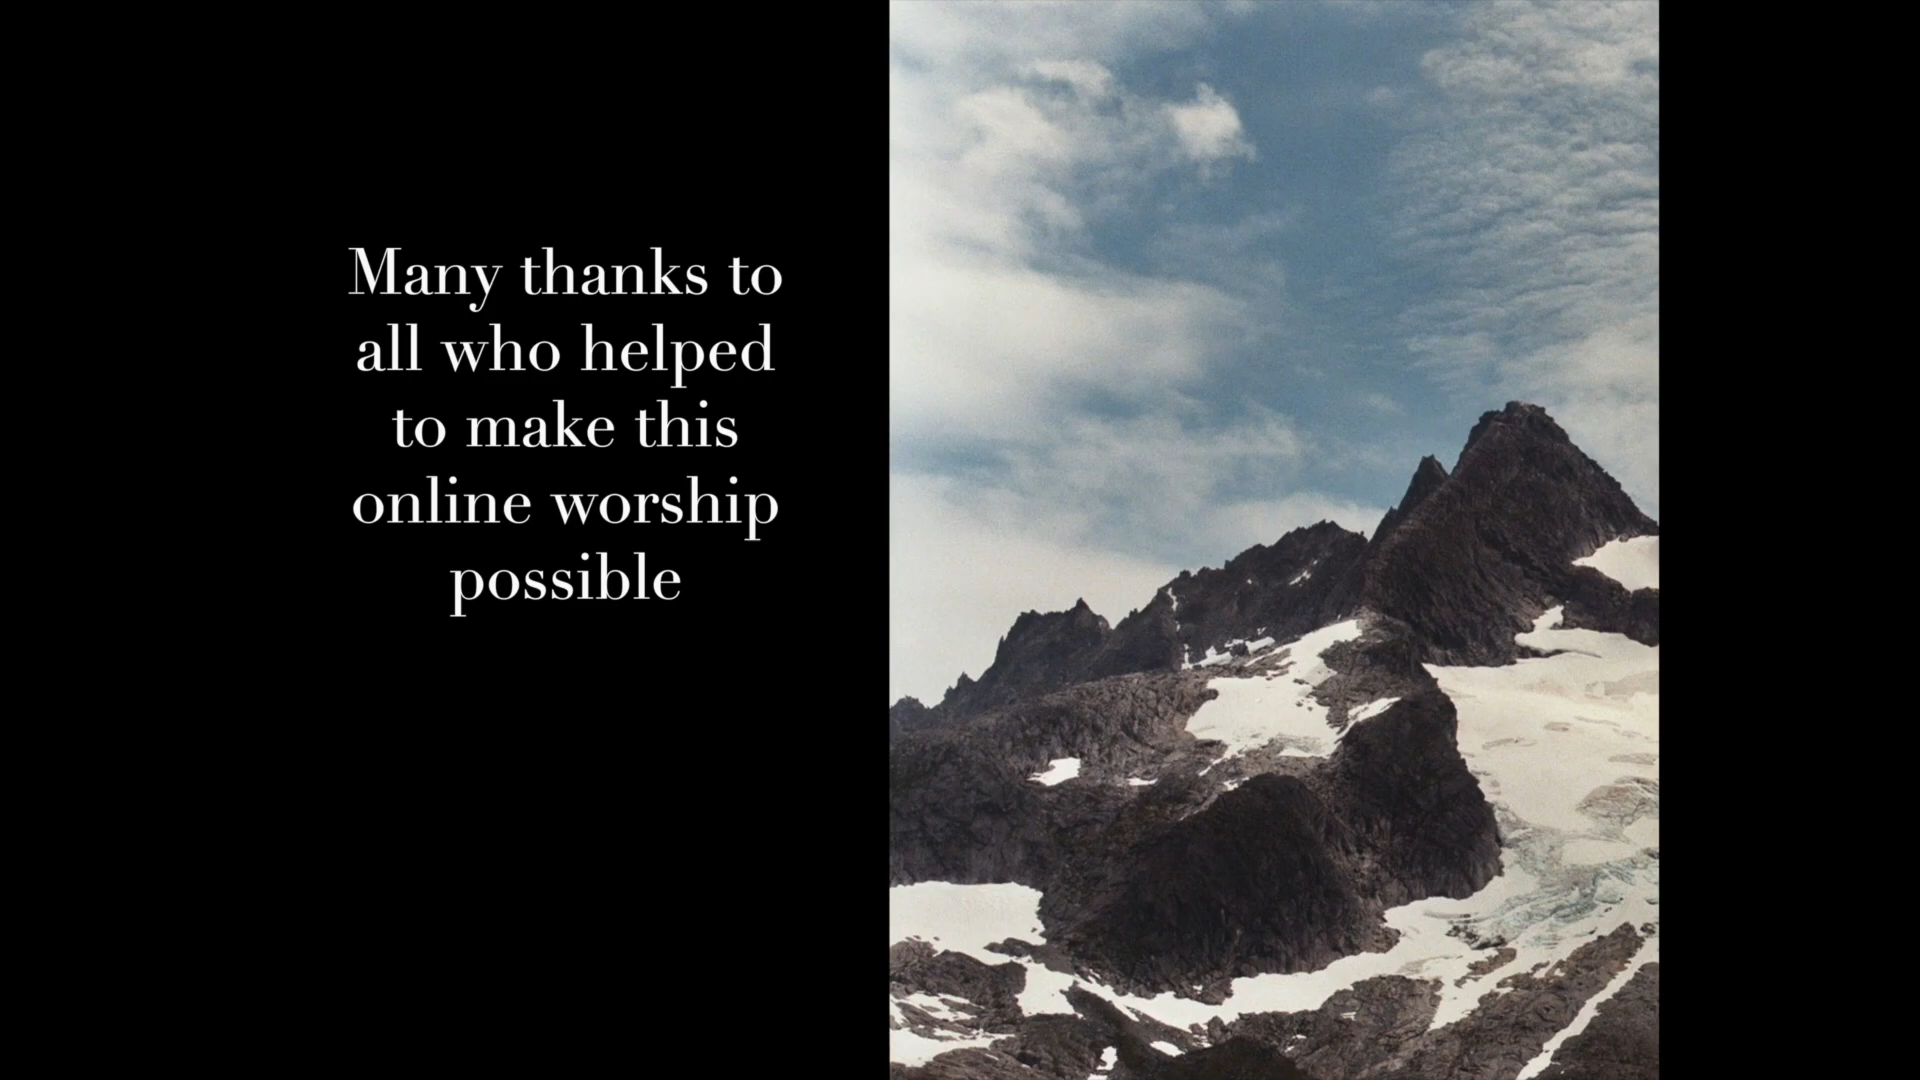 Many thanks to
all who helped
to make this
online worship
possible